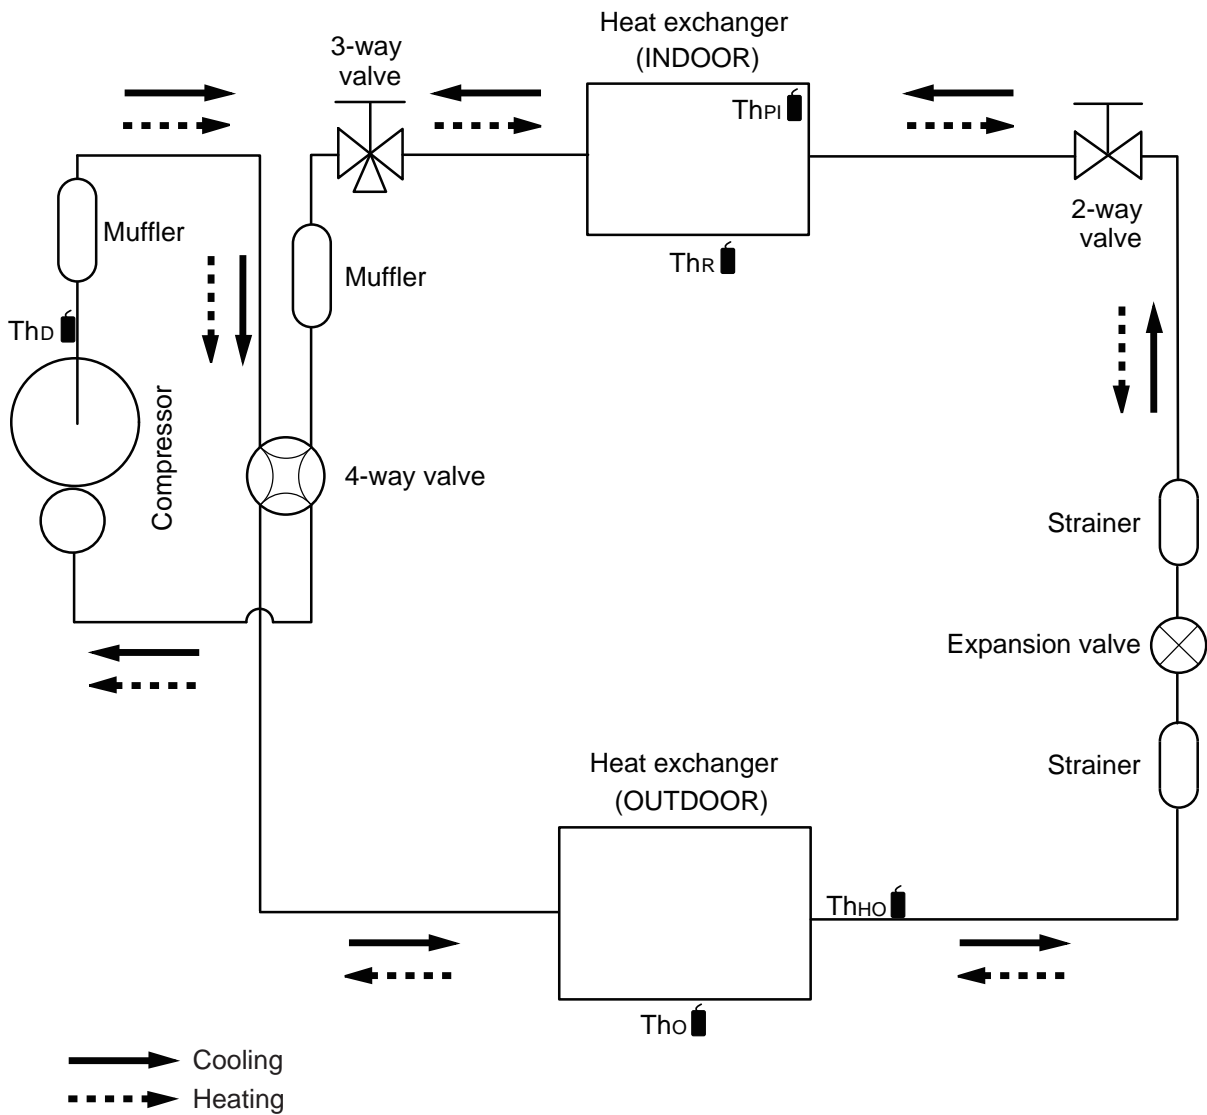 Heat exchanger
(INDOOR)
3-way
valve
ThPI
2-way
valve
Muffler
ThR
Muffler
ThD
Compressor
4-way valve
Strainer
Expansion valve
Strainer
Heat exchanger
(OUTDOOR)
ThHO
ThO
Cooling
Heating